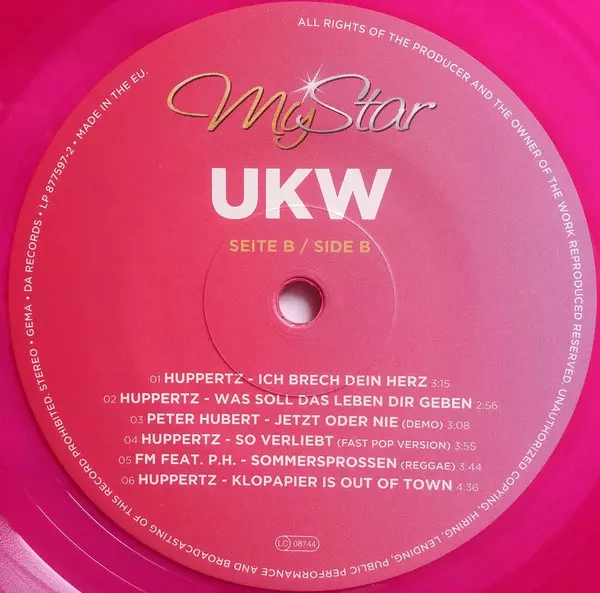 My Star
UKW
SEITE B / SIDE B
01 HUPPERTZ - ICH BRECH DEIN HERZ 3:15
02 HUPPERTZ - WAS SOLL DAS LEBEN DIR GEBEN 2:56
03 PETER HUBERT - JETZT ODER NIE (DEMO) 3:08
04 HUPPERTZ - SO VERLIEBT (FAST POP VERSION) 3:55
05 FM FEAT. P.H. - SOMMERSPROSSEN (REGGAE) 3:44
06 HUPPERTZ - KLOPAPIER IS OUT OF TOWN 4:36
LC 08744
ALL RIGHTS OF THE PRODUCER AND THE OWNER OF THE WORK REPRODUCED RESERVED. UNAUTHORIZED COPYING, HIRING, LENDING, PUBLIC PERFORMANCE AND BROADCASTING OF THIS RECORD PROHIBITED. STEREO • GEMA • DA RECORDS • LP 877597-2 • MADE IN THE EU.